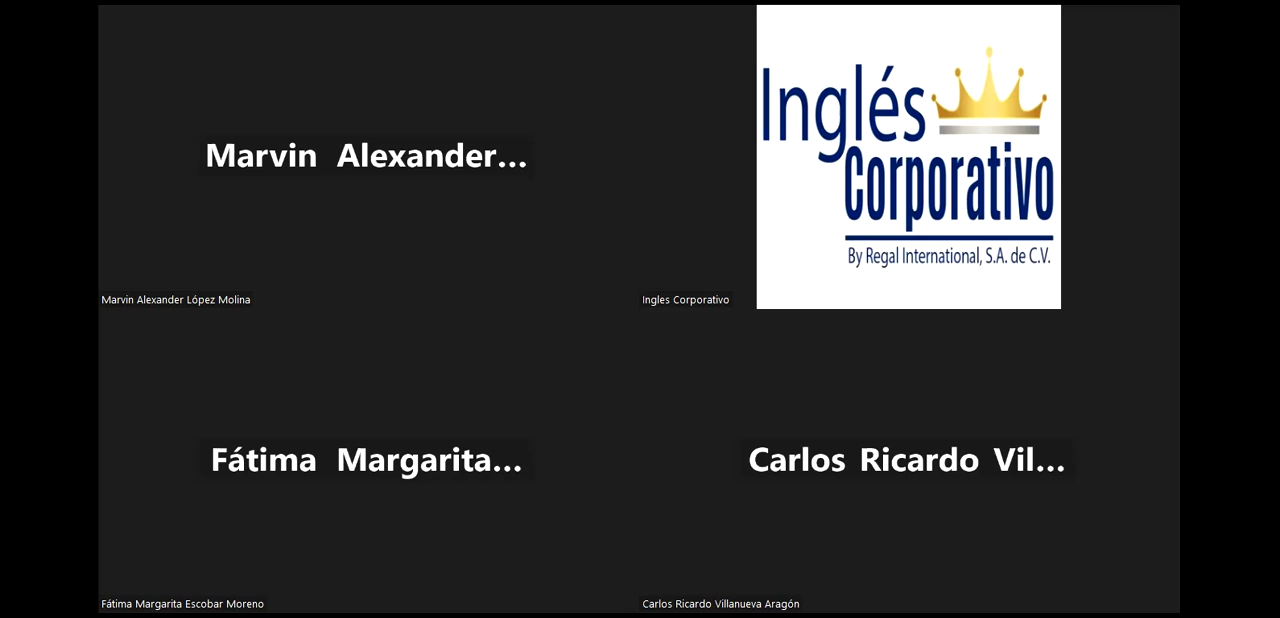 Marvin Alexander...
Marvin Alexander López Molina
Inglés
Corporativo
By Regal International, S.A. de C.V.
Ingles Corporativo
Fátima Margarita...
Fátima Margarita Escobar Moreno
Carlos Ricardo Vil...
Carlos Ricardo Villanueva Aragón